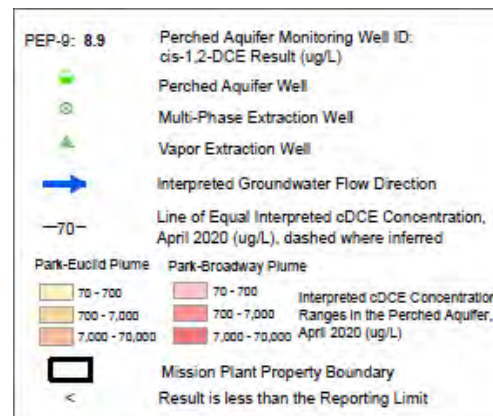 PEP-9: 8.9 Perched Aquifer Monitoring Well ID:
cis-1,2-DCE Result (ug/L)
Perched Aquifer Well
Multi-Phase Extraction Well
Vapor Extraction Well
Interpreted Groundwater Flow Direction
—70— Line of Equal Interpreted cDCE Concentration,
April 2020 (ug/L), dashed where inferred
Park-Euclid Plume Park-Broadway Plume
70 - 700 70 - 700 Interpreted cDCE Concentration
700 - 7,000 700 - 7,000 Ranges in the Perched Aquifer,
7,000 - 70,000 7,000 - 70,000 April 2020 (ug/L)
Mission Plant Property Boundary
< Result is less than the Reporting Limit